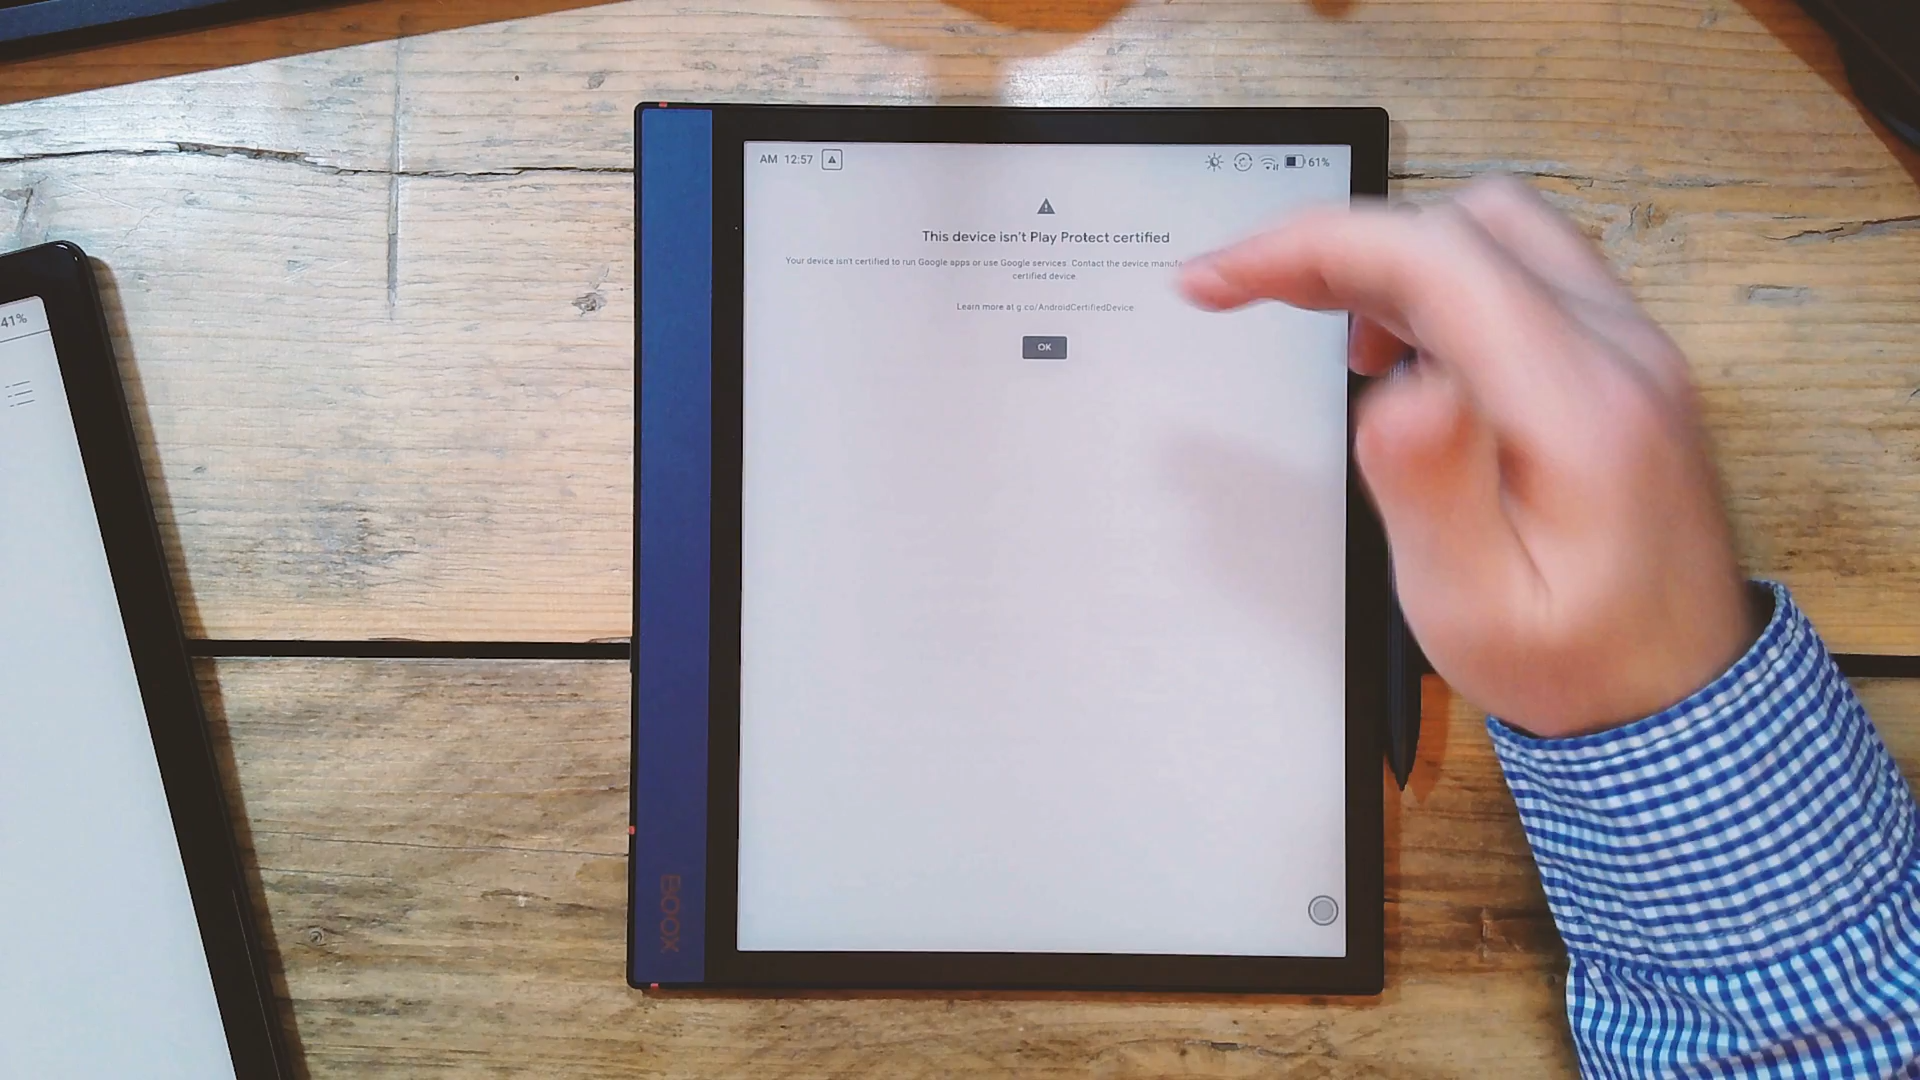 41%
AM 12:57
61%
This device isn't Play Protect certified
Your device isn't certified to run Google apps or use Google services. Contact the device
certified device.
Learn more at g.co/AndroidCertifiedDevice
OK
BOOX